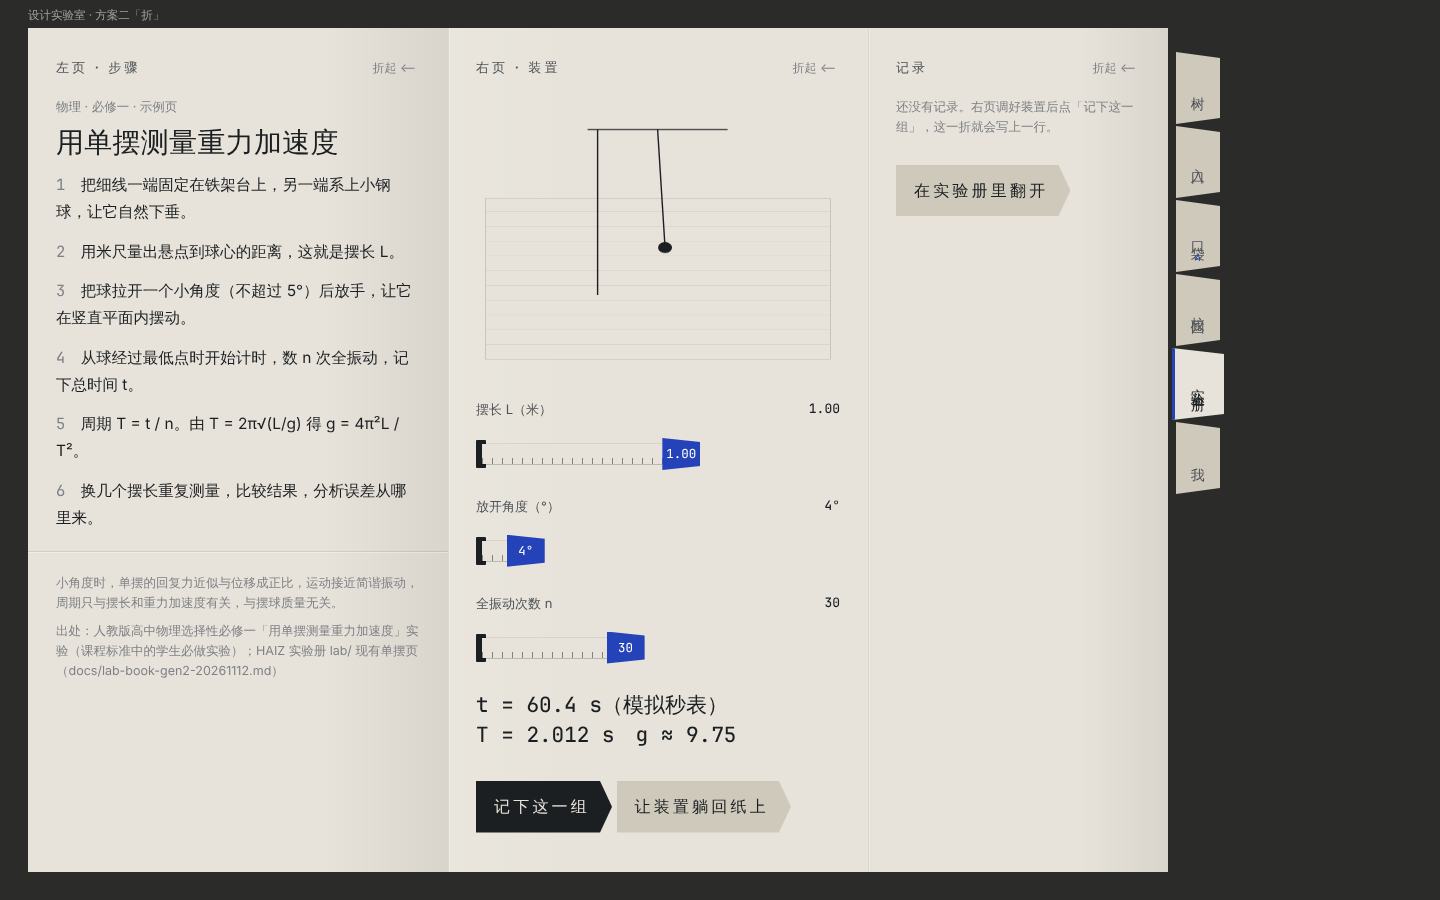 设计实验室 · 方案二「折」
左页 · 步骤
折起 ←
物理 · 必修一 · 示例页
用单摆测量重力加速度
1 把细线一端固定在铁架台上，另一端系上小钢
球，让它自然下垂。
2 用米尺量出悬点到球心的距离，这就是摆长 L。
3 把球拉开一个小角度（不超过 5°）后放手，让它
在竖直平面内摆动。
4 从球经过最低点时开始计时，数 n 次全振动，记
下总时间 t。
5 周期 T = t / n。由 T = 2π√(L/g) 得 g = 4π²L /
T²。
6 换几个摆长重复测量，比较结果，分析误差从哪
里来。
小角度时，单摆的回复力近似与位移成正比，运动接近简谐振动，
周期只与摆长和重力加速度有关，与摆球质量无关。
出处：人教版高中物理选择性必修一「用单摆测量重力加速度」实
验（课程标准中的学生必做实验）；HAIZ 实验册 lab/ 现有单摆页
（docs/lab-book-gen2-20261112.md）
右页 · 装置
折起 ←
摆长 L（米）
1.00
1.00
放开角度（°）
4°
4°
全振动次数 n
30
30
t = 60.4 s（模拟秒表）
T = 2.012 s g ≈ 9.75
记下这一组
让装置躺回纸上
记录
折起 ←
还没有记录。右页调好装置后点「记下这一
组」，这一折就会写上一行。
在实验册里翻开
树
入口
口袋
校园
实验册
我